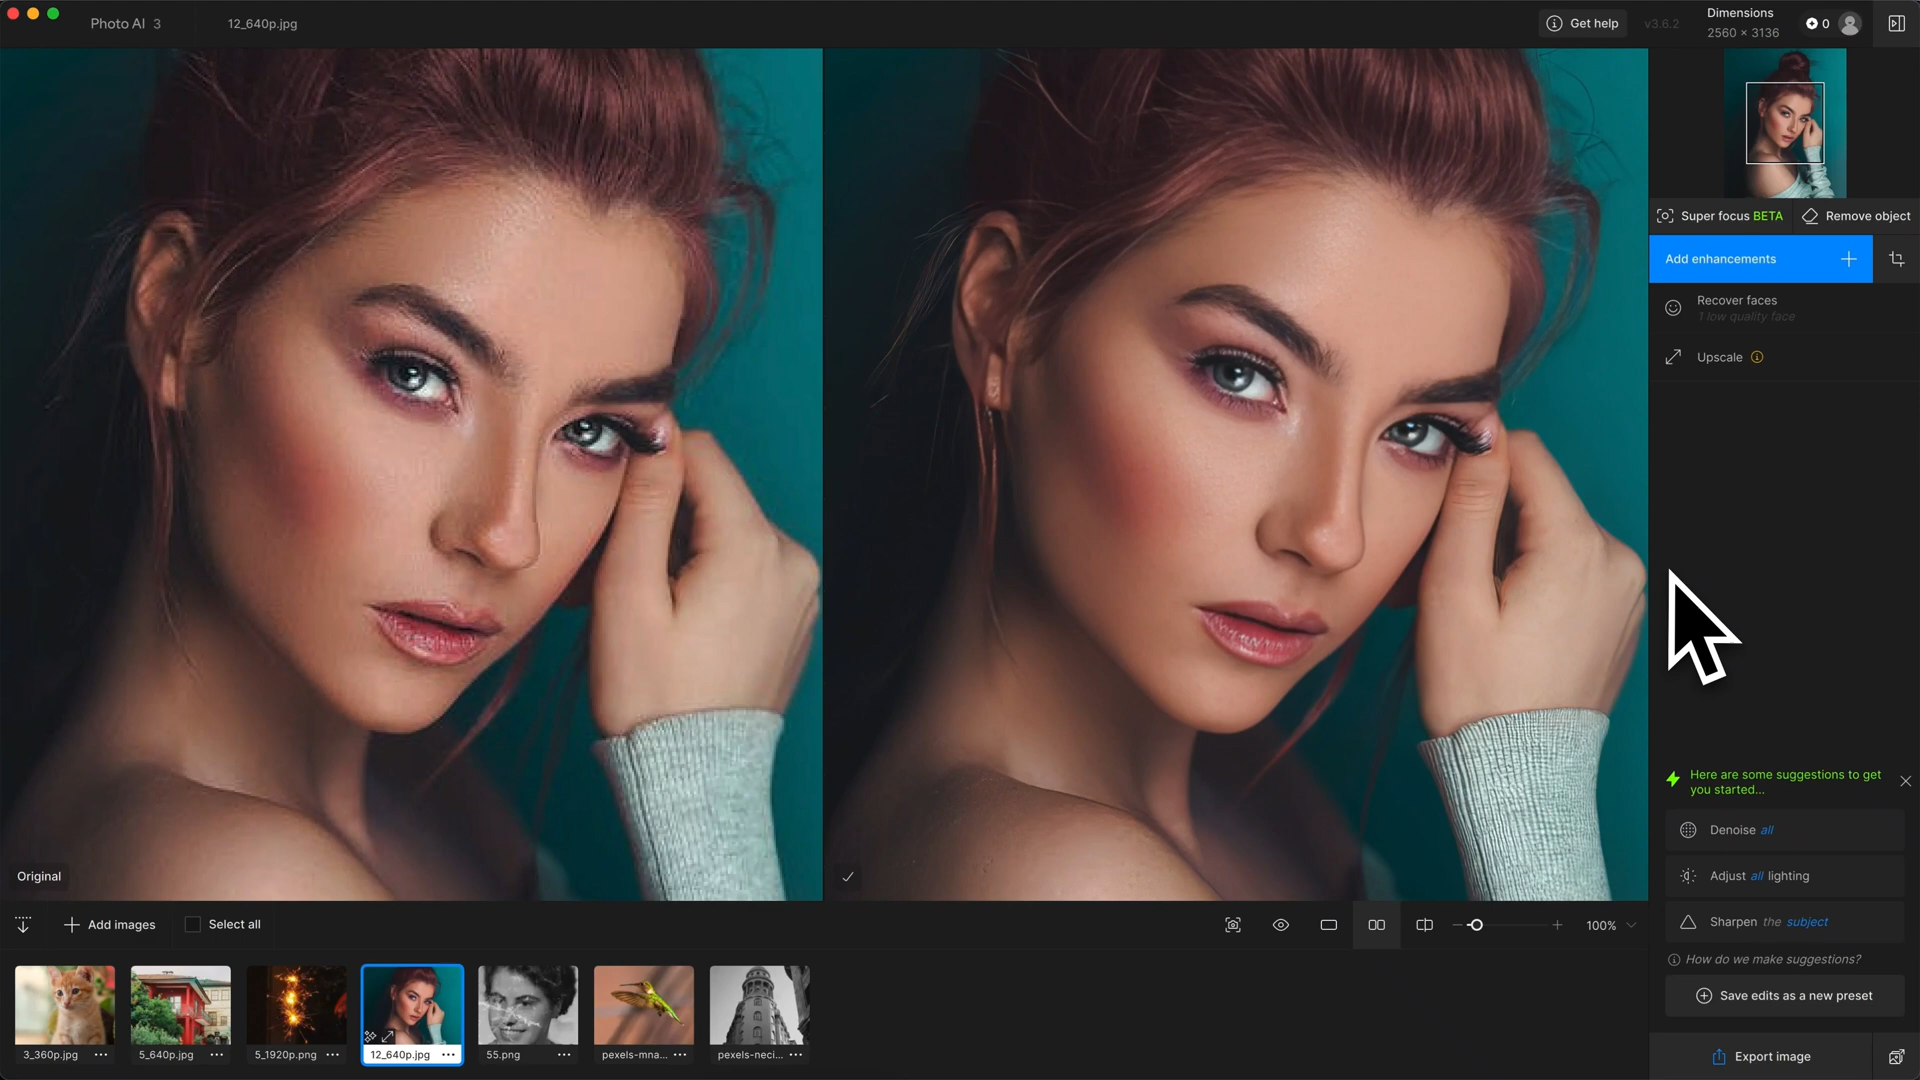 Photo AI 3
12_640p.jpg
Get help
v3.6.2
Dimensions
2560 × 3136
0
Super focus BETA
Remove object
Add enhancements
Recover faces
1 low quality face
Upscale
Original
Here are some suggestions to get
you started...
Denoise all
Adjust all lighting
Sharpen the subject
How do we make suggestions?
Save edits as a new preset
Export image
Add images
Select all
100%
3_360p.jpg
5_640p.jpg
5_1920p.png
12_640p.jpg
55.png
pexels-mna...
pexels-neci...